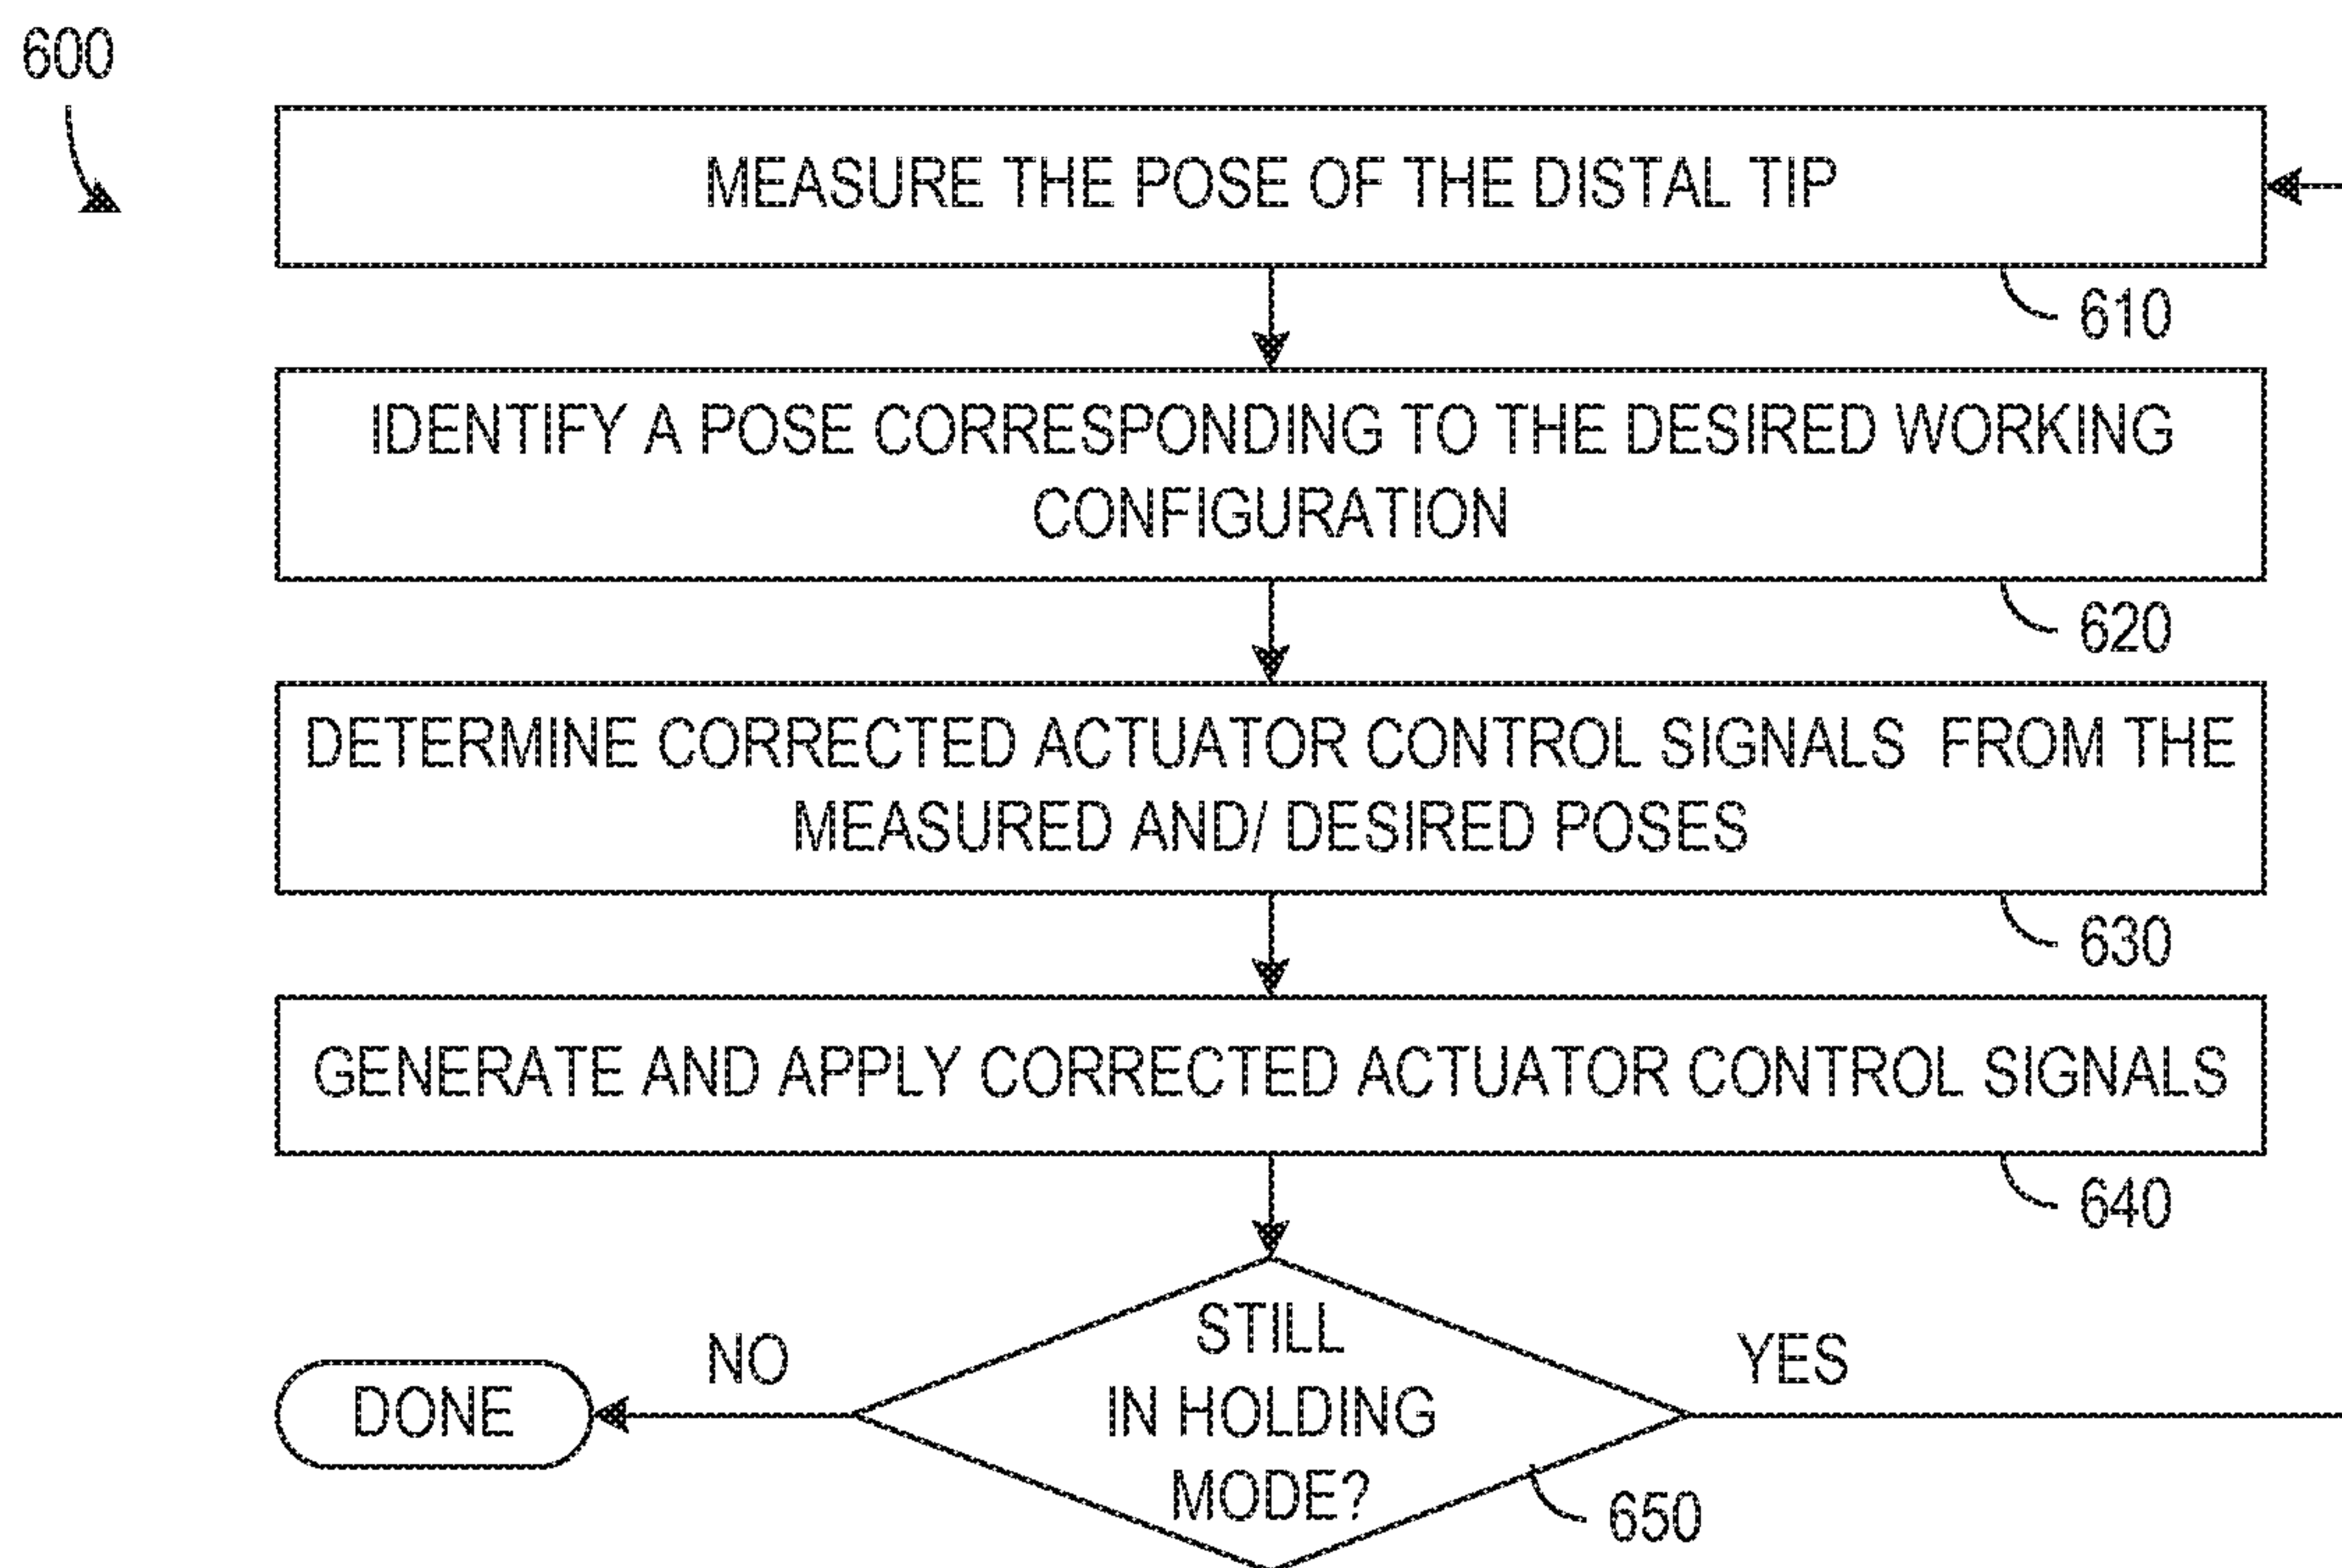 600
MEASURE THE POSE OF THE DISTAL TIP
610
IDENTIFY A POSE CORRESPONDING TO THE DESIRED WORKING
CONFIGURATION
620
DETERMINE CORRECTED ACTUATOR CONTROL SIGNALS FROM THE
MEASURED AND/ DESIRED POSES
630
GENERATE AND APPLY CORRECTED ACTUATOR CONTROL SIGNALS
640
STILL
IN HOLDING
MODE?
NO
YES
DONE
650